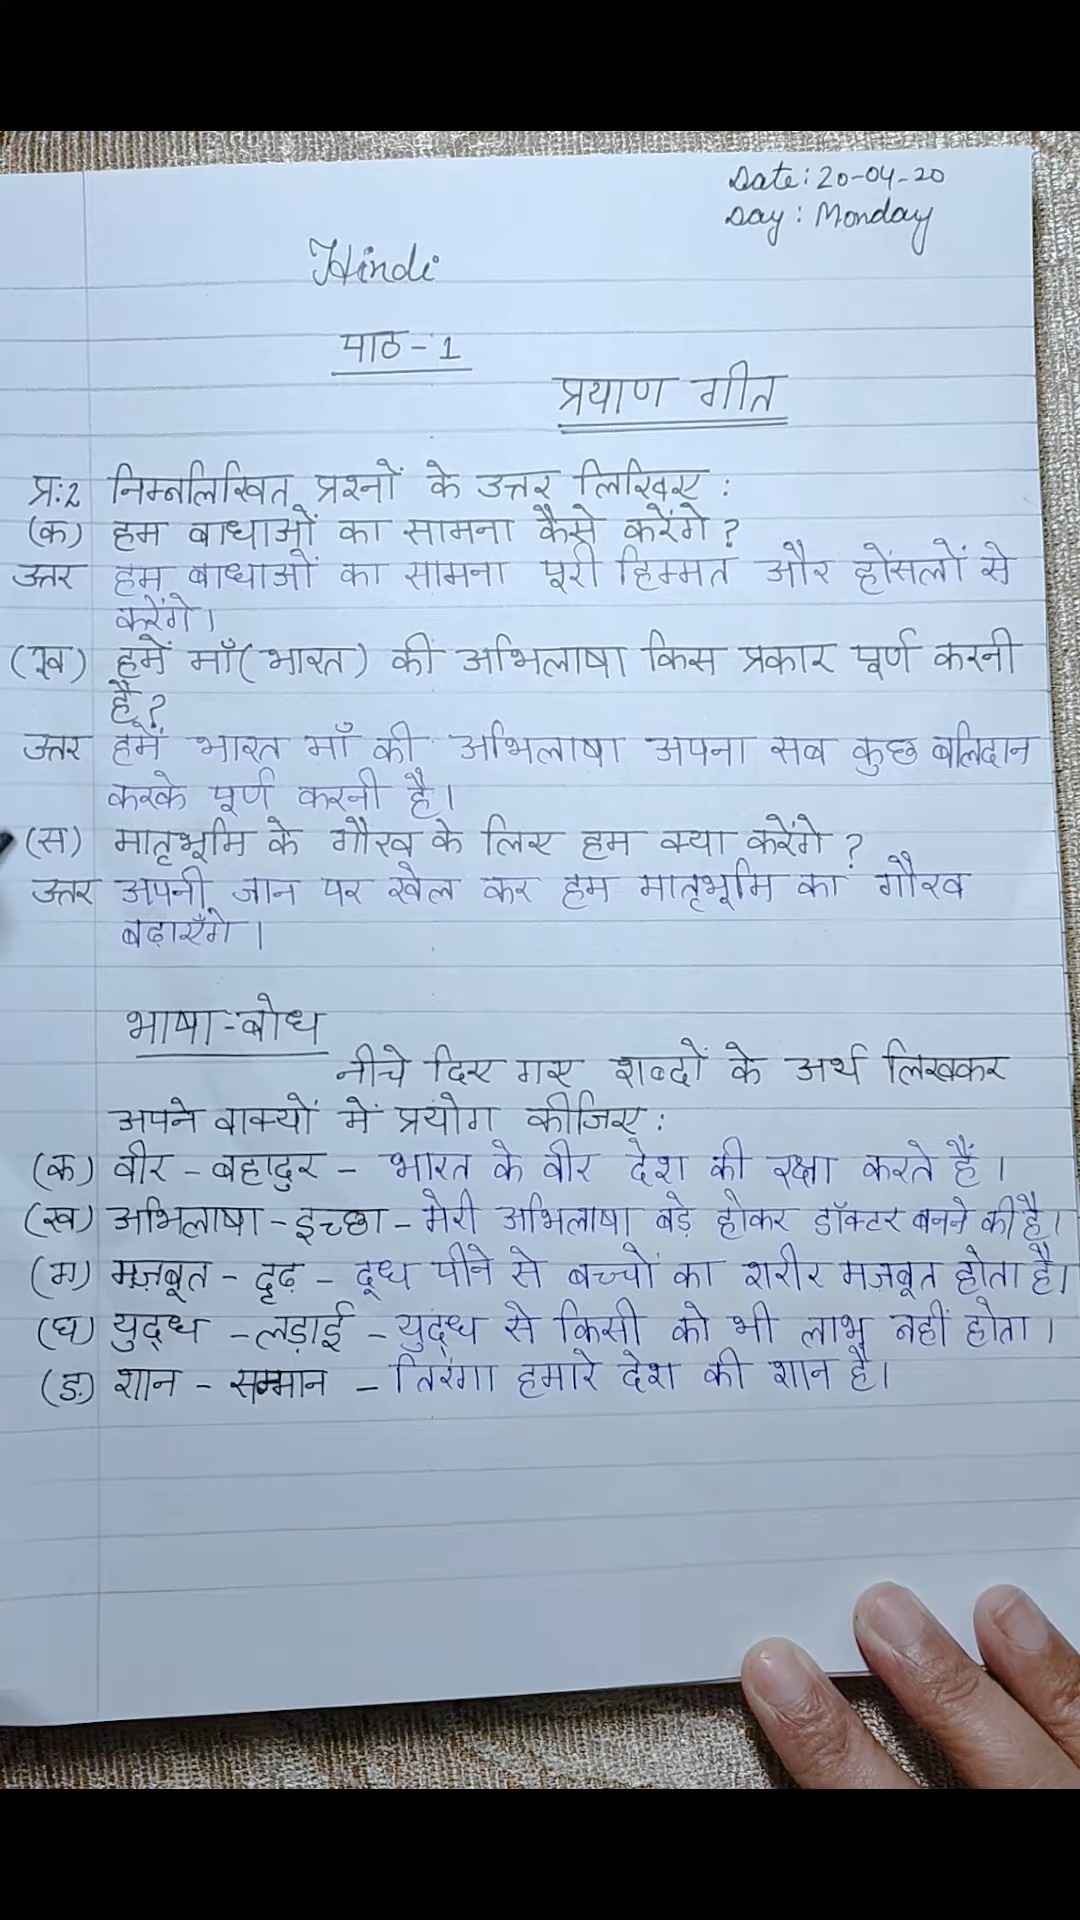 Date: 20-04-20
Day: Monday
Hindi
पाठ - 1
प्रयाण गीत
प्र:2 निम्नलिखित प्रश्नों के उत्तर लिखिए :
(क) हम बाधाओं का सामना कैसे करेंगे ?
उत्तर हम बाधाओं का सामना पूरी हिम्मत और होंसलों से
करेंगे।
(ख) हमें माँ (भारत) की अभिलाषा किस प्रकार पूर्ण करनी
है ?
उत्तर हमें भारत माँ की अभिलाषा अपना सब कुछ बलिदान
करके पूर्ण करनी है।
(स) मातृभूमि के गौरव के लिए हम क्या करेंगे ?
उत्तर अपनी जान पर खेल कर हम मातृभूमि का गौरव
बढ़ाएँगे।
भाषा-बोध
नीचे दिए गए शब्दों के अर्थ लिखकर
अपने वाक्यों में प्रयोग कीजिए :
(क) वीर - बहादुर - भारत के वीर देश की रक्षा करते हैं ।
(ख) अभिलाषा - इच्छा - मेरी अभिलाषा बड़े होकर डॉक्टर बनने की है।
(ग) मज़बूत - दृढ़ - दूध पीने से बच्चों का शरीर मज़बूत होता है।
(घ) युद्ध - लड़ाई - युद्ध से किसी को भी लाभ नहीं होता ।
(ङ) शान - सम्मान - तिरंगा हमारे देश की शान है।